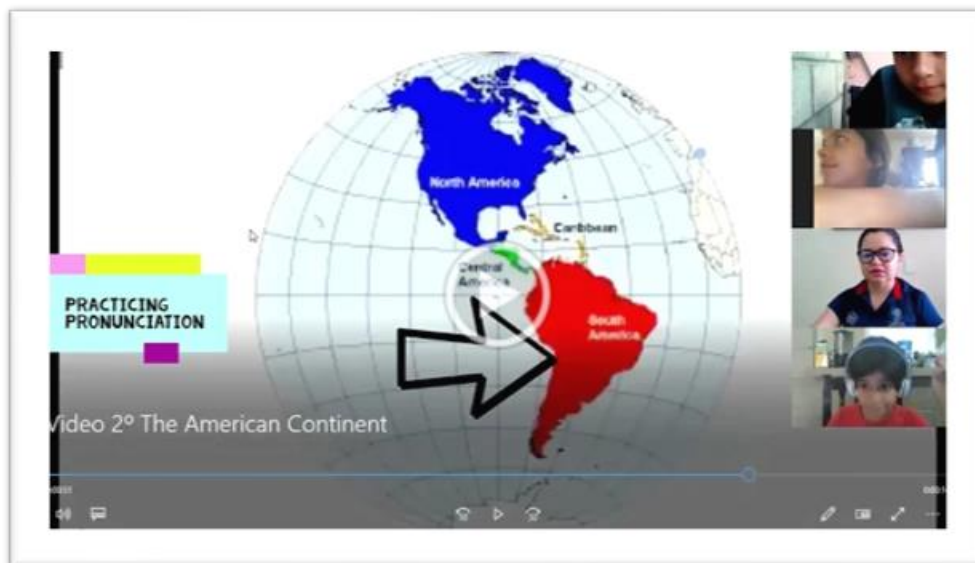 North America
Caribbean
Central
America
South
America
PRACTICING
PRONUNCIATION
Video 2º The American Continent